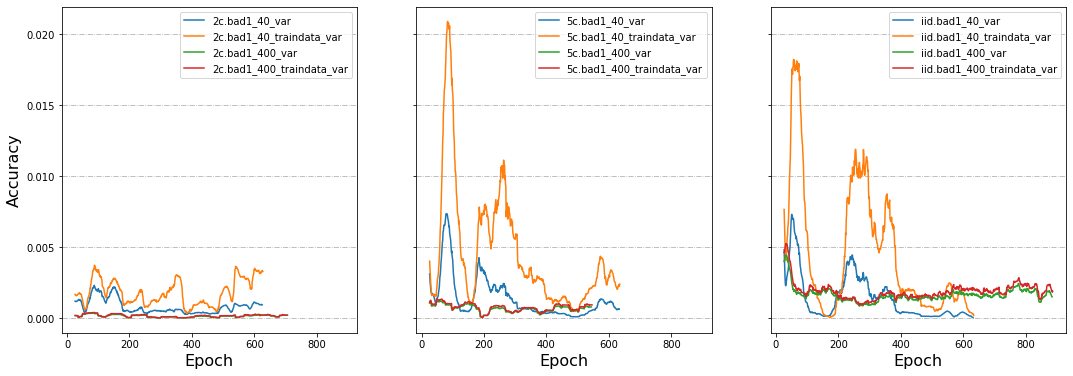 2c.bad1_40_var
2c.bad1_40_traindata_var
2c.bad1_400_var
2c.bad1_400_traindata_var
5c.bad1_40_var
5c.bad1_40_traindata_var
5c.bad1_400_var
5c.bad1_400_traindata_var
iid.bad1_40_var
iid.bad1_40_traindata_var
iid.bad1_400_var
iid.bad1_400_traindata_var
0.020
0.015
0.010
0.005
0.000
Accuracy
0 200 400 600 800
0 200 400 600 800
0 200 400 600 800
Epoch
Epoch
Epoch